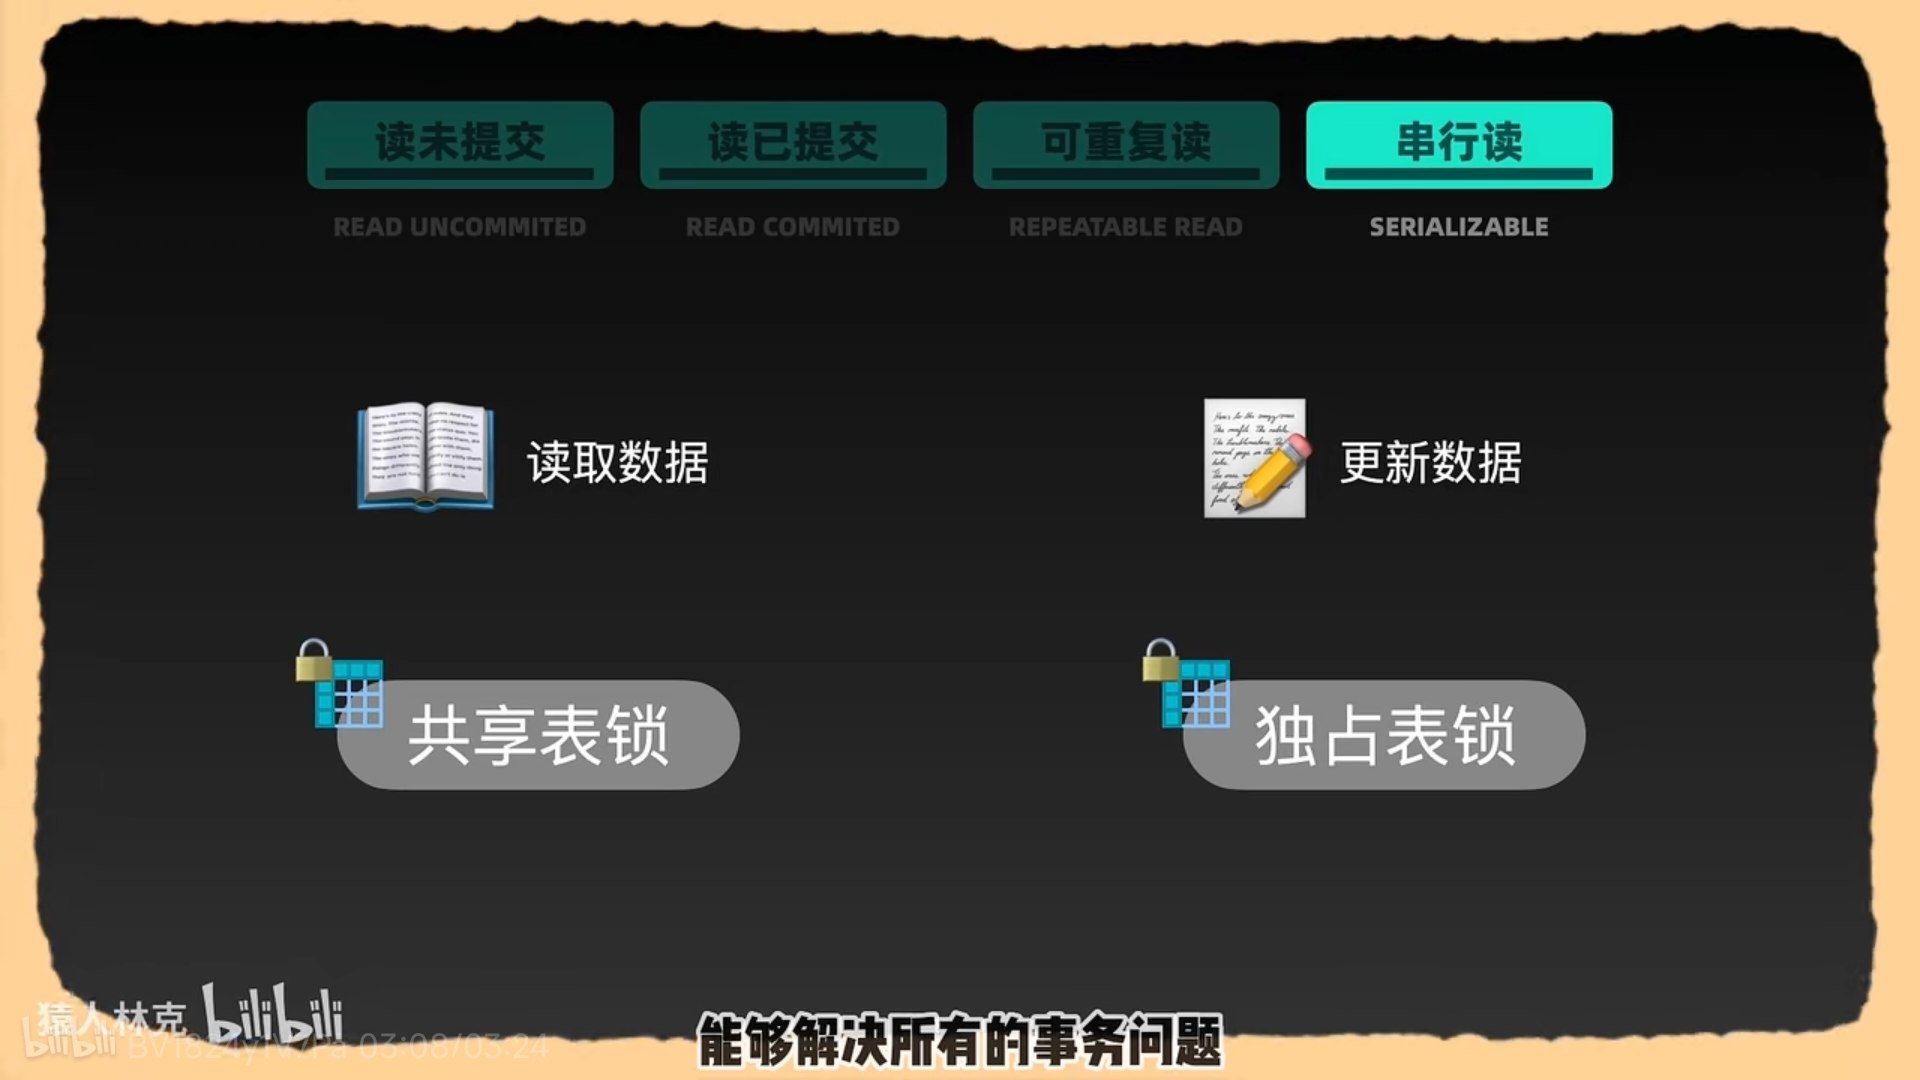 读未提交
读已提交
可重复读
串行读
READ UNCOMMITED
READ COMMITED
REPEATABLE READ
SERIALIZABLE
读取数据
更新数据
共享表锁
独占表锁
猿人林克 bilibili
bilibili
03:08/03:24
能够解决所有的事务问题